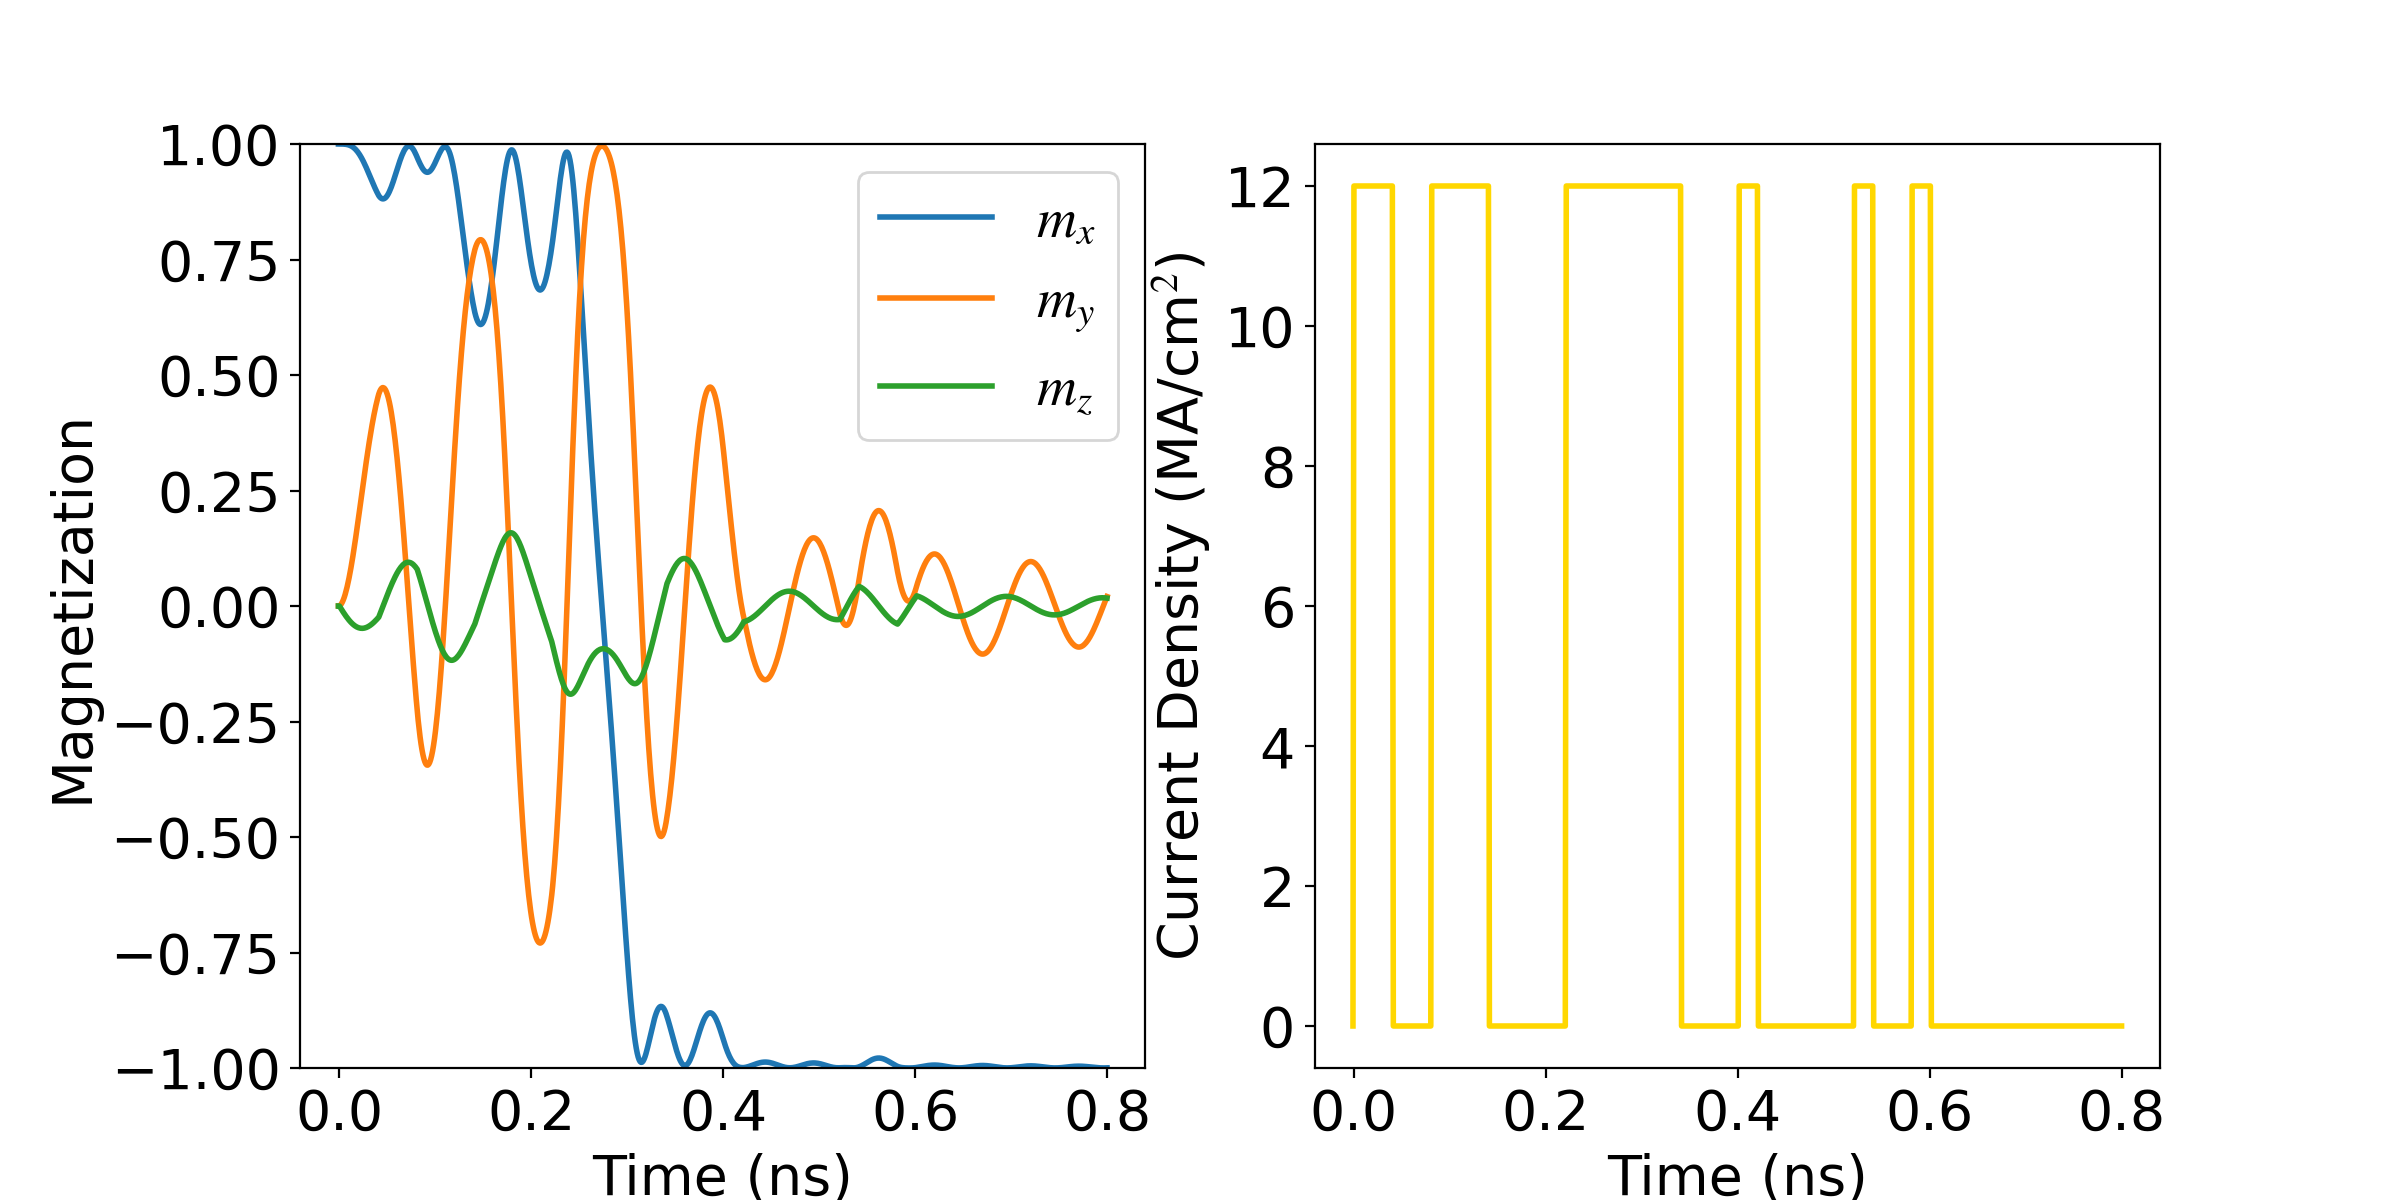 Magnetization
1.00
0.75
0.50
0.25
0.00
−0.25
−0.50
−0.75
−1.00
0.0 0.2 0.4 0.6 0.8
Time (ns)
m_x
m_y
m_z
Current Density (MA/cm²)
12
10
8
6
4
2
0
0.0 0.2 0.4 0.6 0.8
Time (ns)